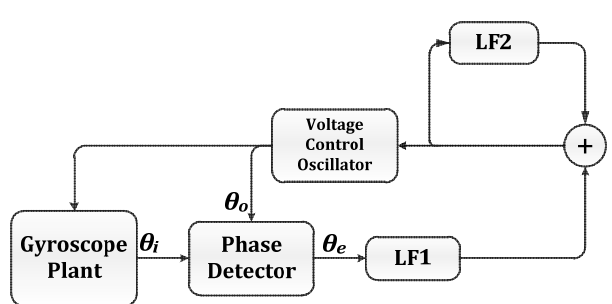 LF2
Voltage
Control
Oscillator
+
θo
Gyroscope
Plant
θi
Phase
Detector
θe
LF1